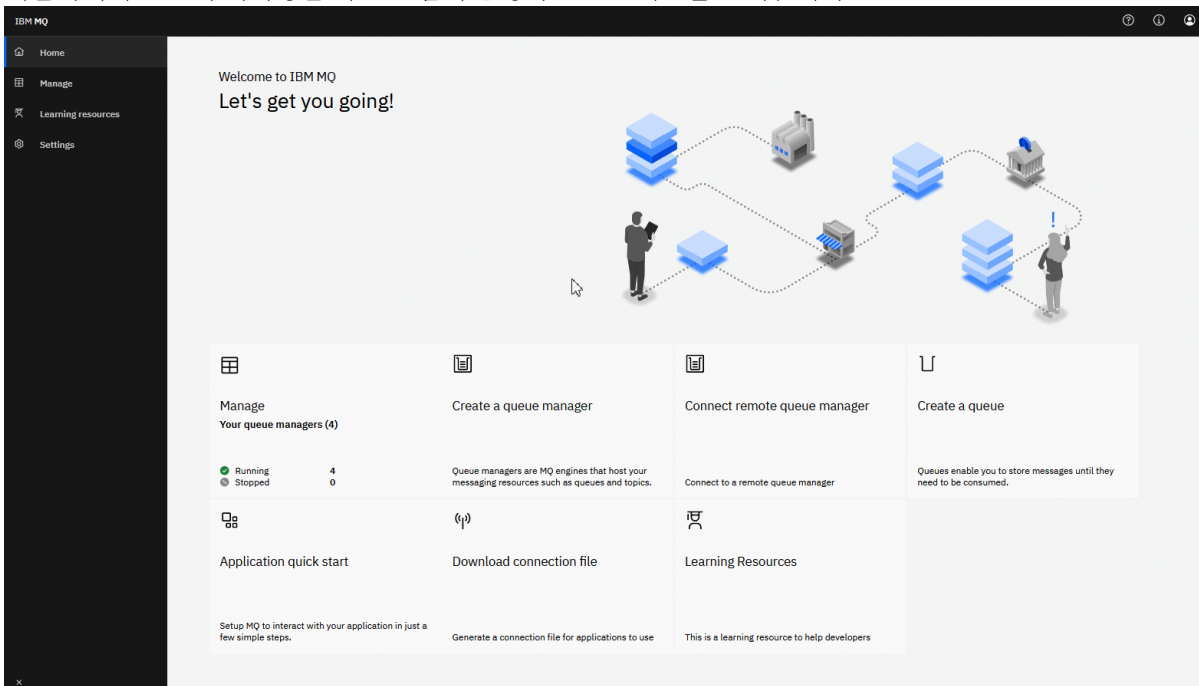 IBM MQ
Home
Manage
Learning resources
Settings
Welcome to IBM MQ
Let's get you going!
Manage
Your queue managers (4)
Running 4
Stopped 0
Create a queue manager
Queue managers are MQ engines that host your
messaging resources such as queues and topics.
Connect remote queue manager
Connect to a remote queue manager
Create a queue
Queues enable you to store messages until they
need to be consumed.
Application quick start
Setup MQ to interact with your application in just a
few simple steps.
Download connection file
Generate a connection file for applications to use
Learning Resources
This is a learning resource to help developers